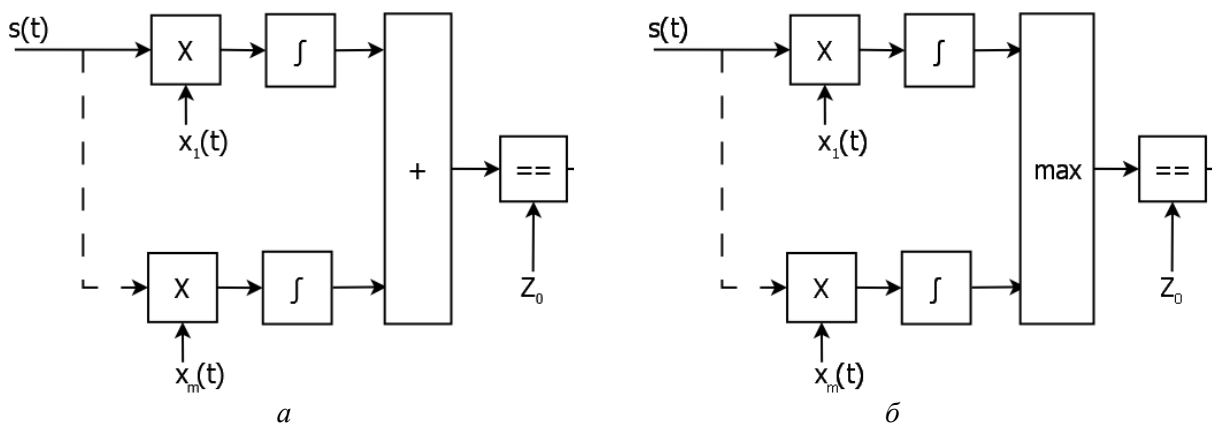 s(t)
X
∫
x₁(t)
+
==
Z₀
X
∫
xₘ(t)
а
s(t)
X
∫
x₁(t)
max
==
Z₀
X
∫
xₘ(t)
б